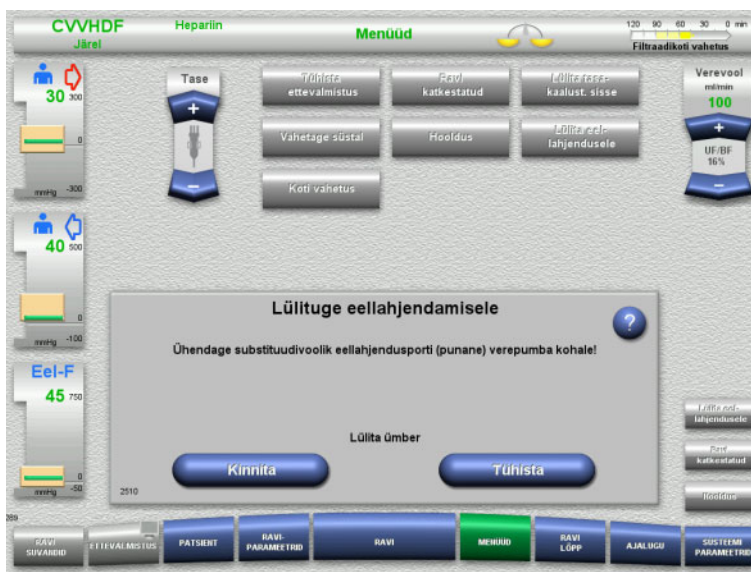 CVVHDF
Järel
Hepariin
Menüüd
120 90 60 30 0 min
Filtraadikoti vahetus
30 300
0
mmHg -300
Tase
+
−
Tühista ettevalmistus
Ravi katkestatud
Lülita tase-kaalust. sisse
Vahetage süstal
Hooldus
Lülita eel-lahjendusele
Koti vahetus
Verevool
ml/min
100
+
UF/BF
16%
−
40 500
0
mmHg -100
Eel-F
45 750
0
mmHg -50
Lülituge eellahjendamisele
?
Ühendage substituudivoolik eellahjendusporti (punane) verepumba kohale!
Lülita ümber
Kinnita
Tühista
2510
Lülita eel-lahjendusele
Ravi katkestatud
Hooldus
RAVI SUVANDID
ETTEVALMISTUS
PATSIENT
RAVI-PARAMEETRID
RAVI
MENÜÜD
RAVI LÕPP
AJALUGU
SÜSTEEMI PARAMEETRID